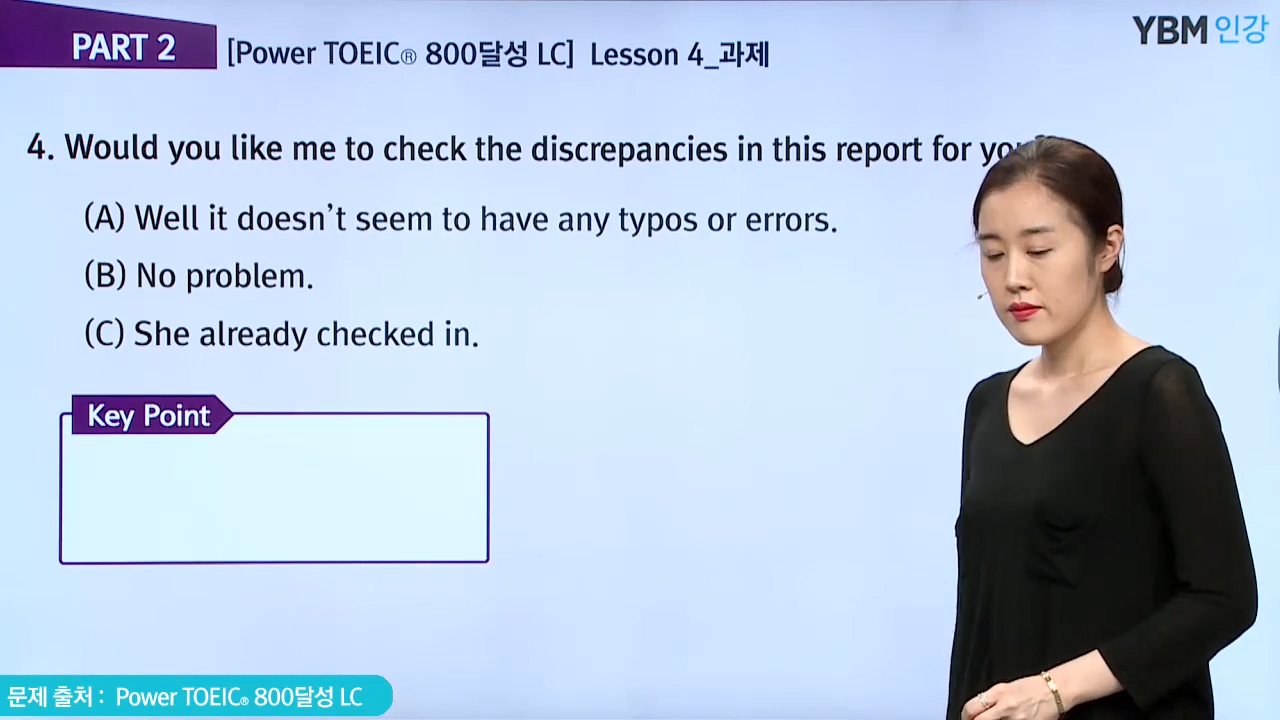 PART 2
[Power TOEIC® 800달성 LC] Lesson 4_과제
YBM 인강
4. Would you like me to check the discrepancies in this report for
(A) Well it doesn't seem to have any typos or errors.
(B) No problem.
(C) She already checked in.
Key Point
문제 출처 : Power TOEIC® 800달성 LC